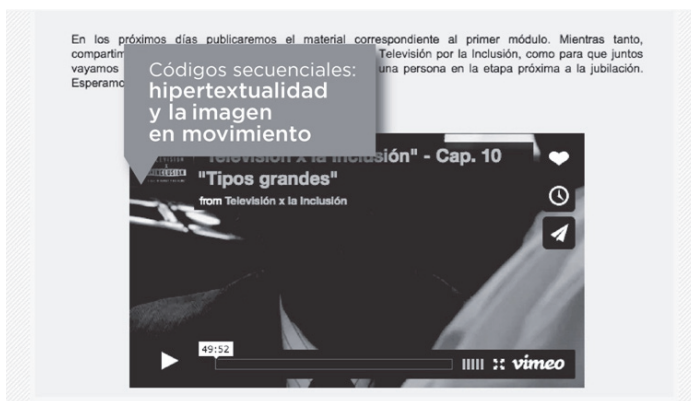 En los próximos días publicaremos el material correspondiente al primer módulo. Mientras tanto,
compartim Televisión por la Inclusión, como para que juntos
vayamos una persona en la etapa próxima a la jubilación.
Esperamo
Códigos secuenciales:
hipertextualidad
y la imagen
en movimiento
"Televisión x la Inclusión" - Cap. 10
"Tipos grandes"
from Televisión x la Inclusión
49:52
vimeo